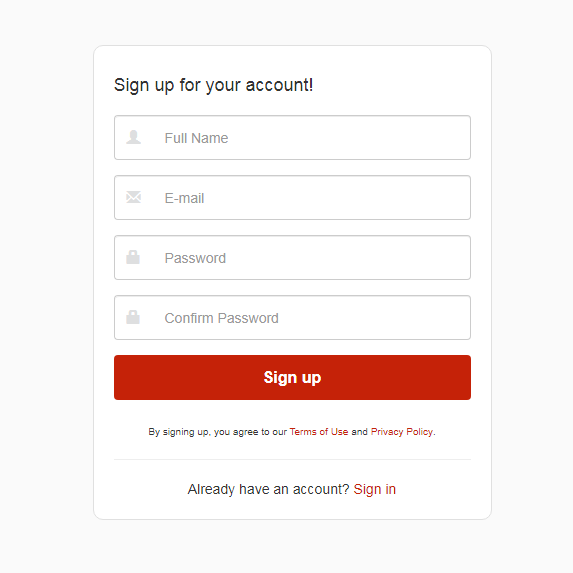 Sign up for your account!
Full Name
E-mail
Password
Confirm Password
Sign up
By signing up, you agree to our Terms of Use and Privacy Policy.
Already have an account? Sign in